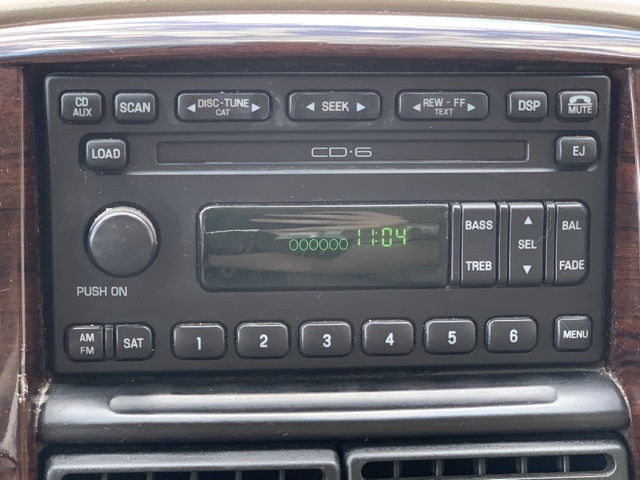 CD
AUX
SCAN
DISC-TUNE
CAT
SEEK
REW - FF
TEXT
DSP
MUTE
LOAD
CD·6
EJ
OOOOOO 11:04
BASS
TREB
SEL
BAL
FADE
PUSH ON
AM
FM
SAT
1
2
3
4
5
6
MENU